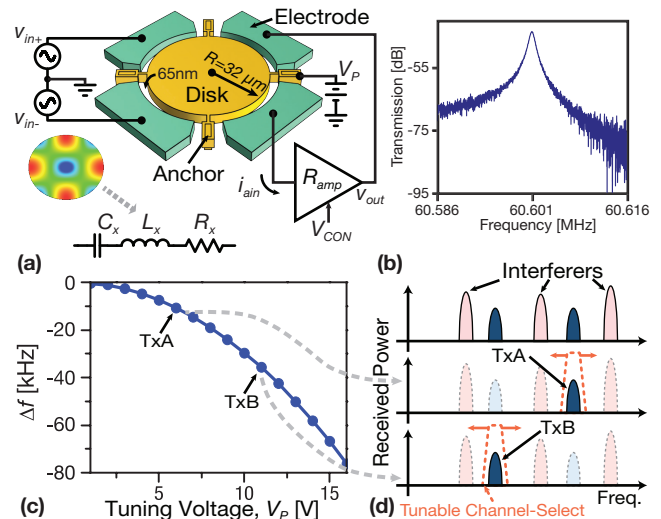 v_in+
v_in-
Electrode
65nm
R=32 μm
Disk
V_P
Anchor
i_ain
R_amp
v_out
V_CON
C_x L_x R_x
(a)
Transmission [dB]
-55
-75
-95
60.586 60.601 60.616
Frequency [MHz]
(b)
Δf [kHz]
0
-20
-40
-60
-80
TxA
TxB
5 10 15
Tuning Voltage, V_P [V]
(c)
Received Power
Interferers
TxA
TxB
Freq.
Tunable Channel-Select
(d)